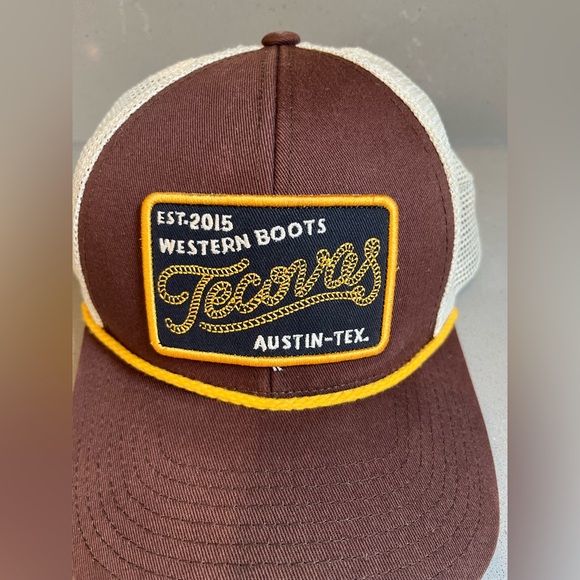 EST.2015
WESTERN BOOTS
Tecovas
AUSTIN-TEX.